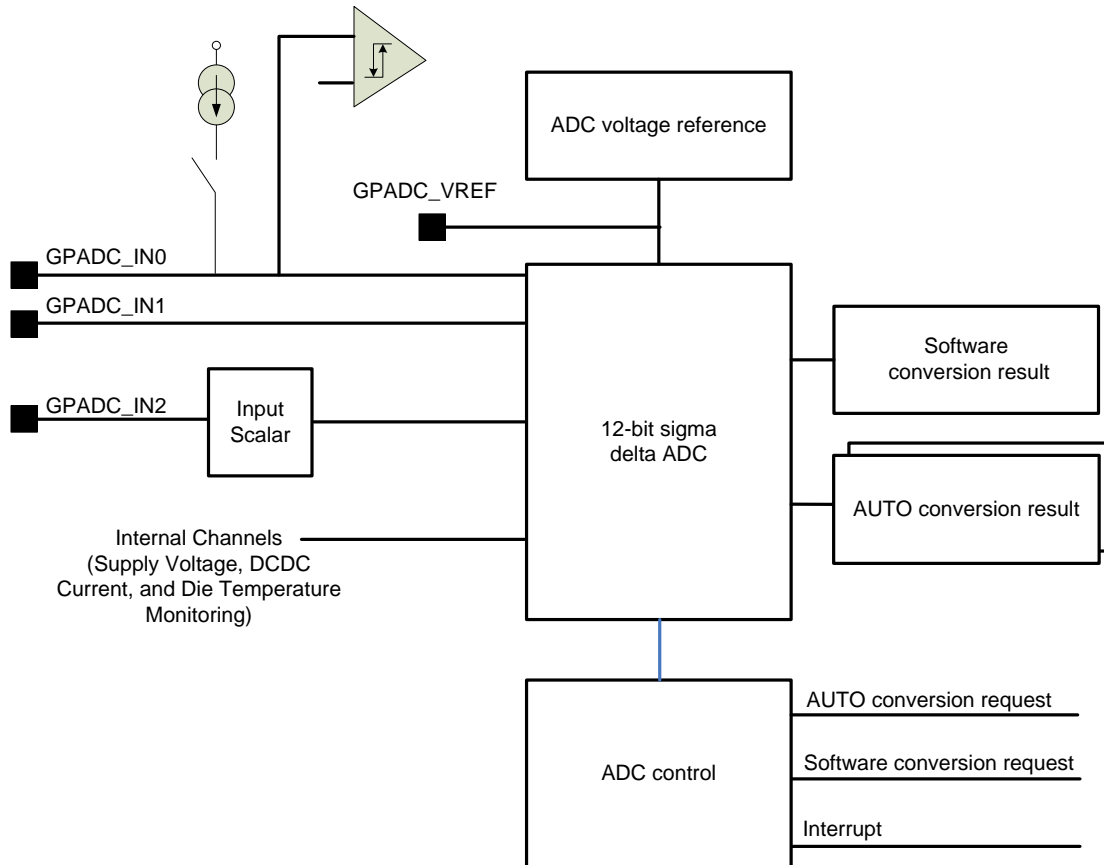 ADC voltage reference
GPADC_VREF
GPADC_IN0
GPADC_IN1
GPADC_IN2
Input
Scalar
12-bit sigma
delta ADC
Software
conversion result
AUTO conversion result
Internal Channels
(Supply Voltage, DCDC
Current, and Die Temperature
Monitoring)
ADC control
AUTO conversion request
Software conversion request
Interrupt